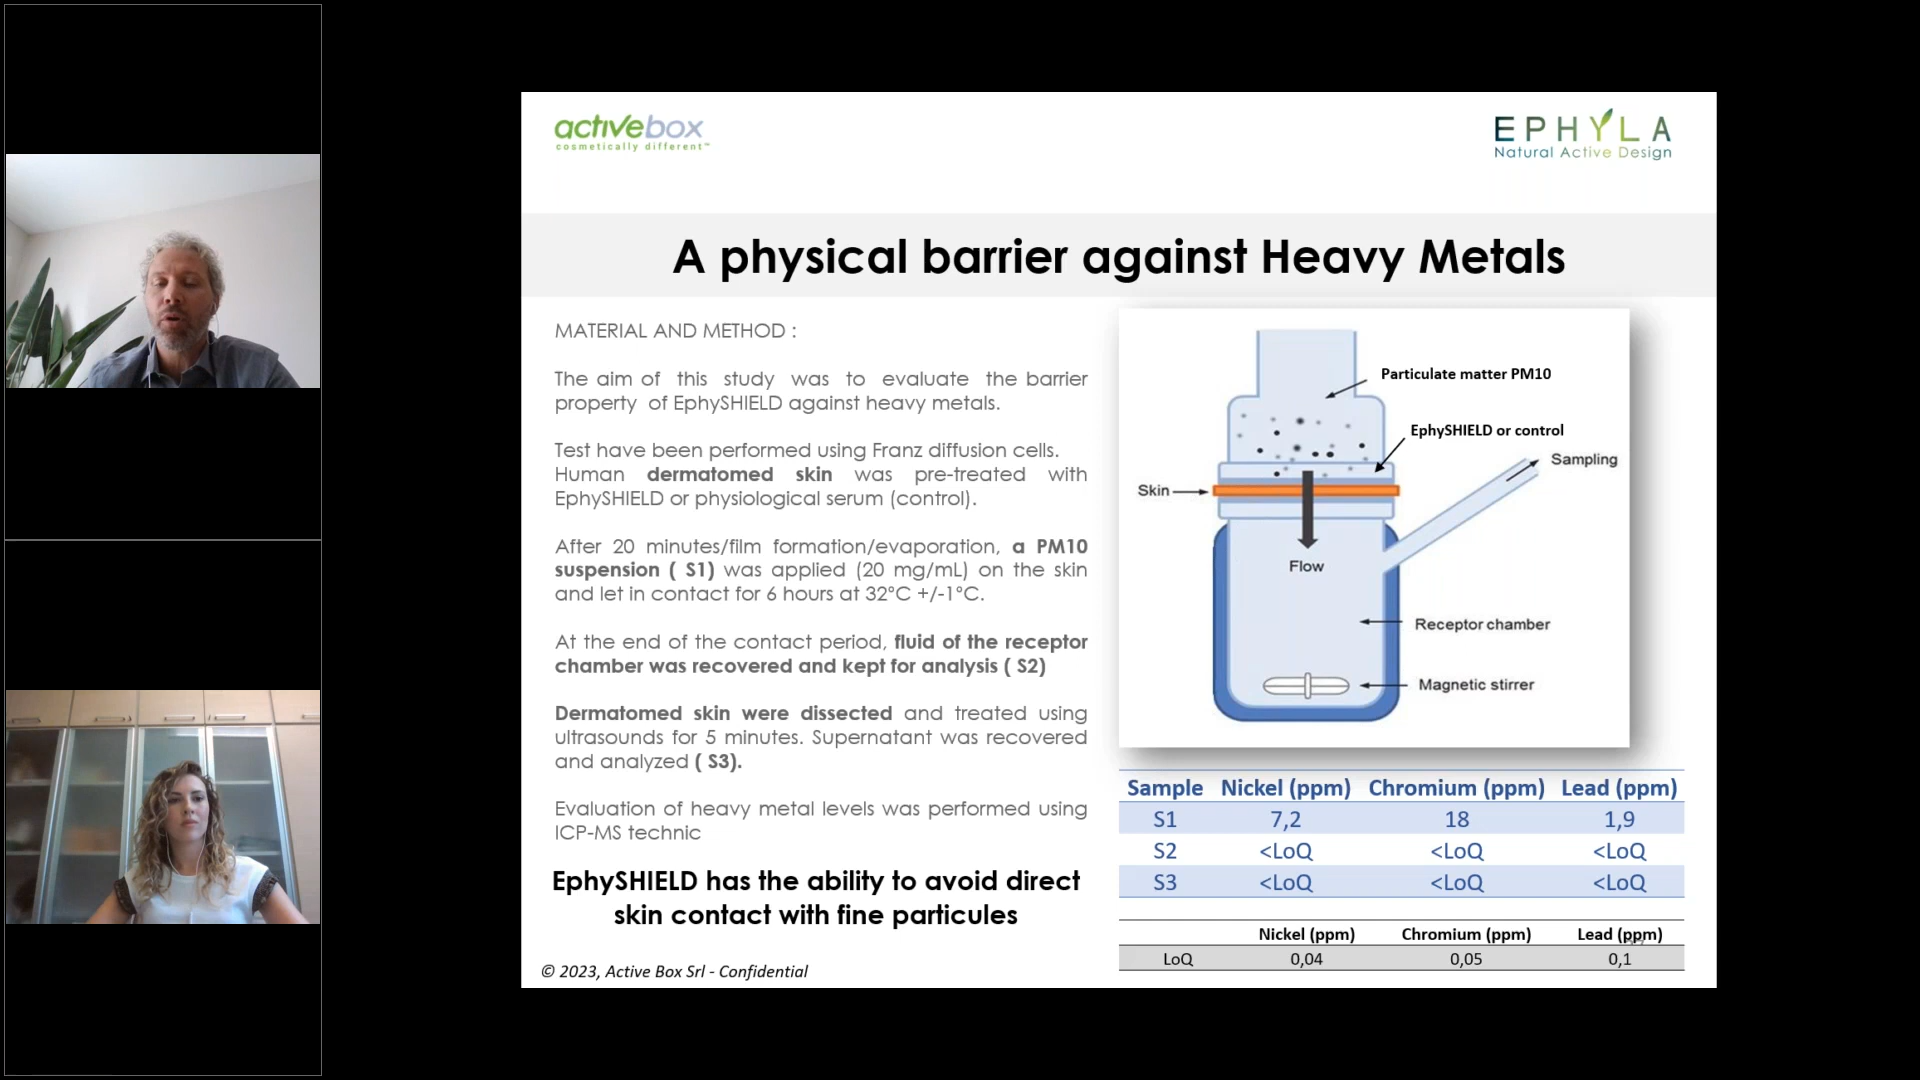 activebox
cosmetically different™
EPHYLA
Natural Active Design
A physical barrier against Heavy Metals
MATERIAL AND METHOD :
The aim of this study was to evaluate the barrier
property of EphySHIELD against heavy metals.
Test have been performed using Franz diffusion cells.
Human dermatomed skin was pre-treated with
EphySHIELD or physiological serum (control).
After 20 minutes/film formation/evaporation, a PM10
suspension ( S1) was applied (20 mg/mL) on the skin
and let in contact for 6 hours at 32°C +/-1°C.
At the end of the contact period, fluid of the receptor
chamber was recovered and kept for analysis ( S2)
Dermatomed skin were dissected and treated using
ultrasounds for 5 minutes. Supernatant was recovered
and analyzed ( S3).
Evaluation of heavy metal levels was performed using
ICP-MS technic
EphySHIELD has the ability to avoid direct
skin contact with fine particules
© 2023, Active Box Srl - Confidential
Particulate matter PM10
EphySHIELD or control
Sampling
Skin
Flow
Receptor chamber
Magnetic stirrer
Sample Nickel (ppm) Chromium (ppm) Lead (ppm)
S1 7,2 18 1,9
S2 <LoQ <LoQ <LoQ
S3 <LoQ <LoQ <LoQ
Nickel (ppm) Chromium (ppm) Lead (ppm)
LoQ 0,04 0,05 0,1